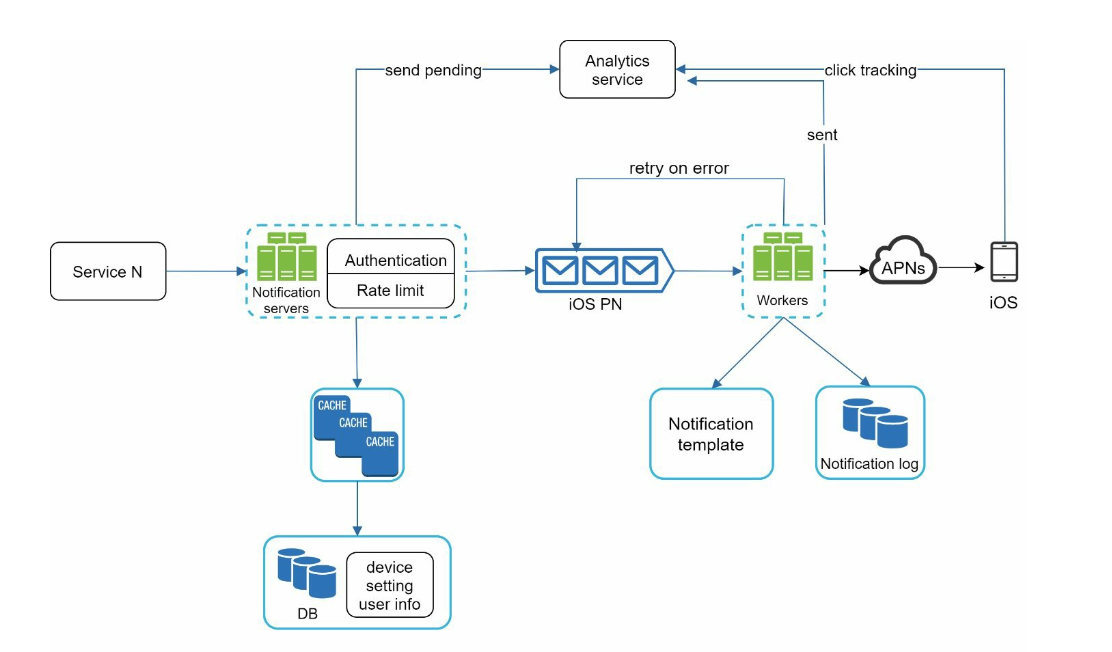 Analytics
service
send pending
click tracking
sent
retry on error
Service N
Notification
servers
Authentication
Rate limit
iOS PN
Workers
APNs
iOS
CACHE
CACHE
CACHE
Notification
template
Notification log
DB
device
setting
user info